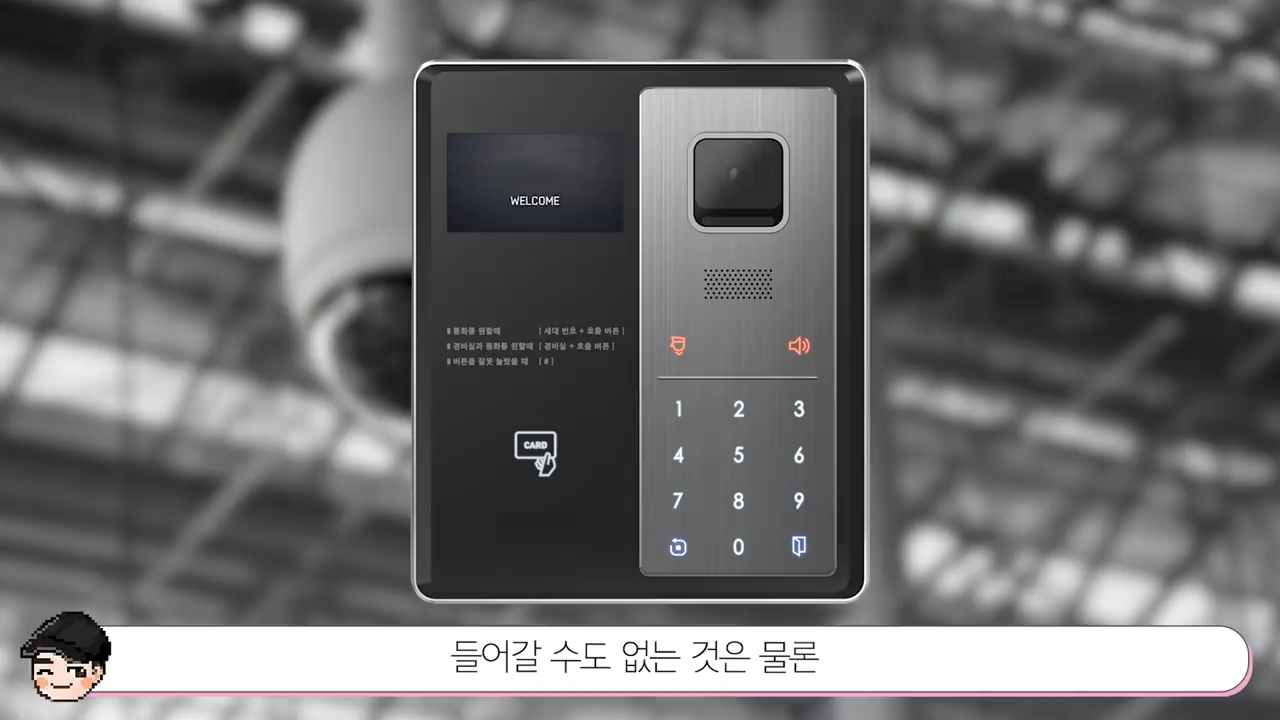 WELCOME
통화를 원할때 [ 세대 번호 + 호출 버튼 ]
경비실과 통화를 원할때 [ 경비실 + 호출 버튼 ]
버튼을 잘못 눌렀을 때 [ # ]
CARD
1 2 3
4 5 6
7 8 9
0
들어갈 수도 없는 것은 물론